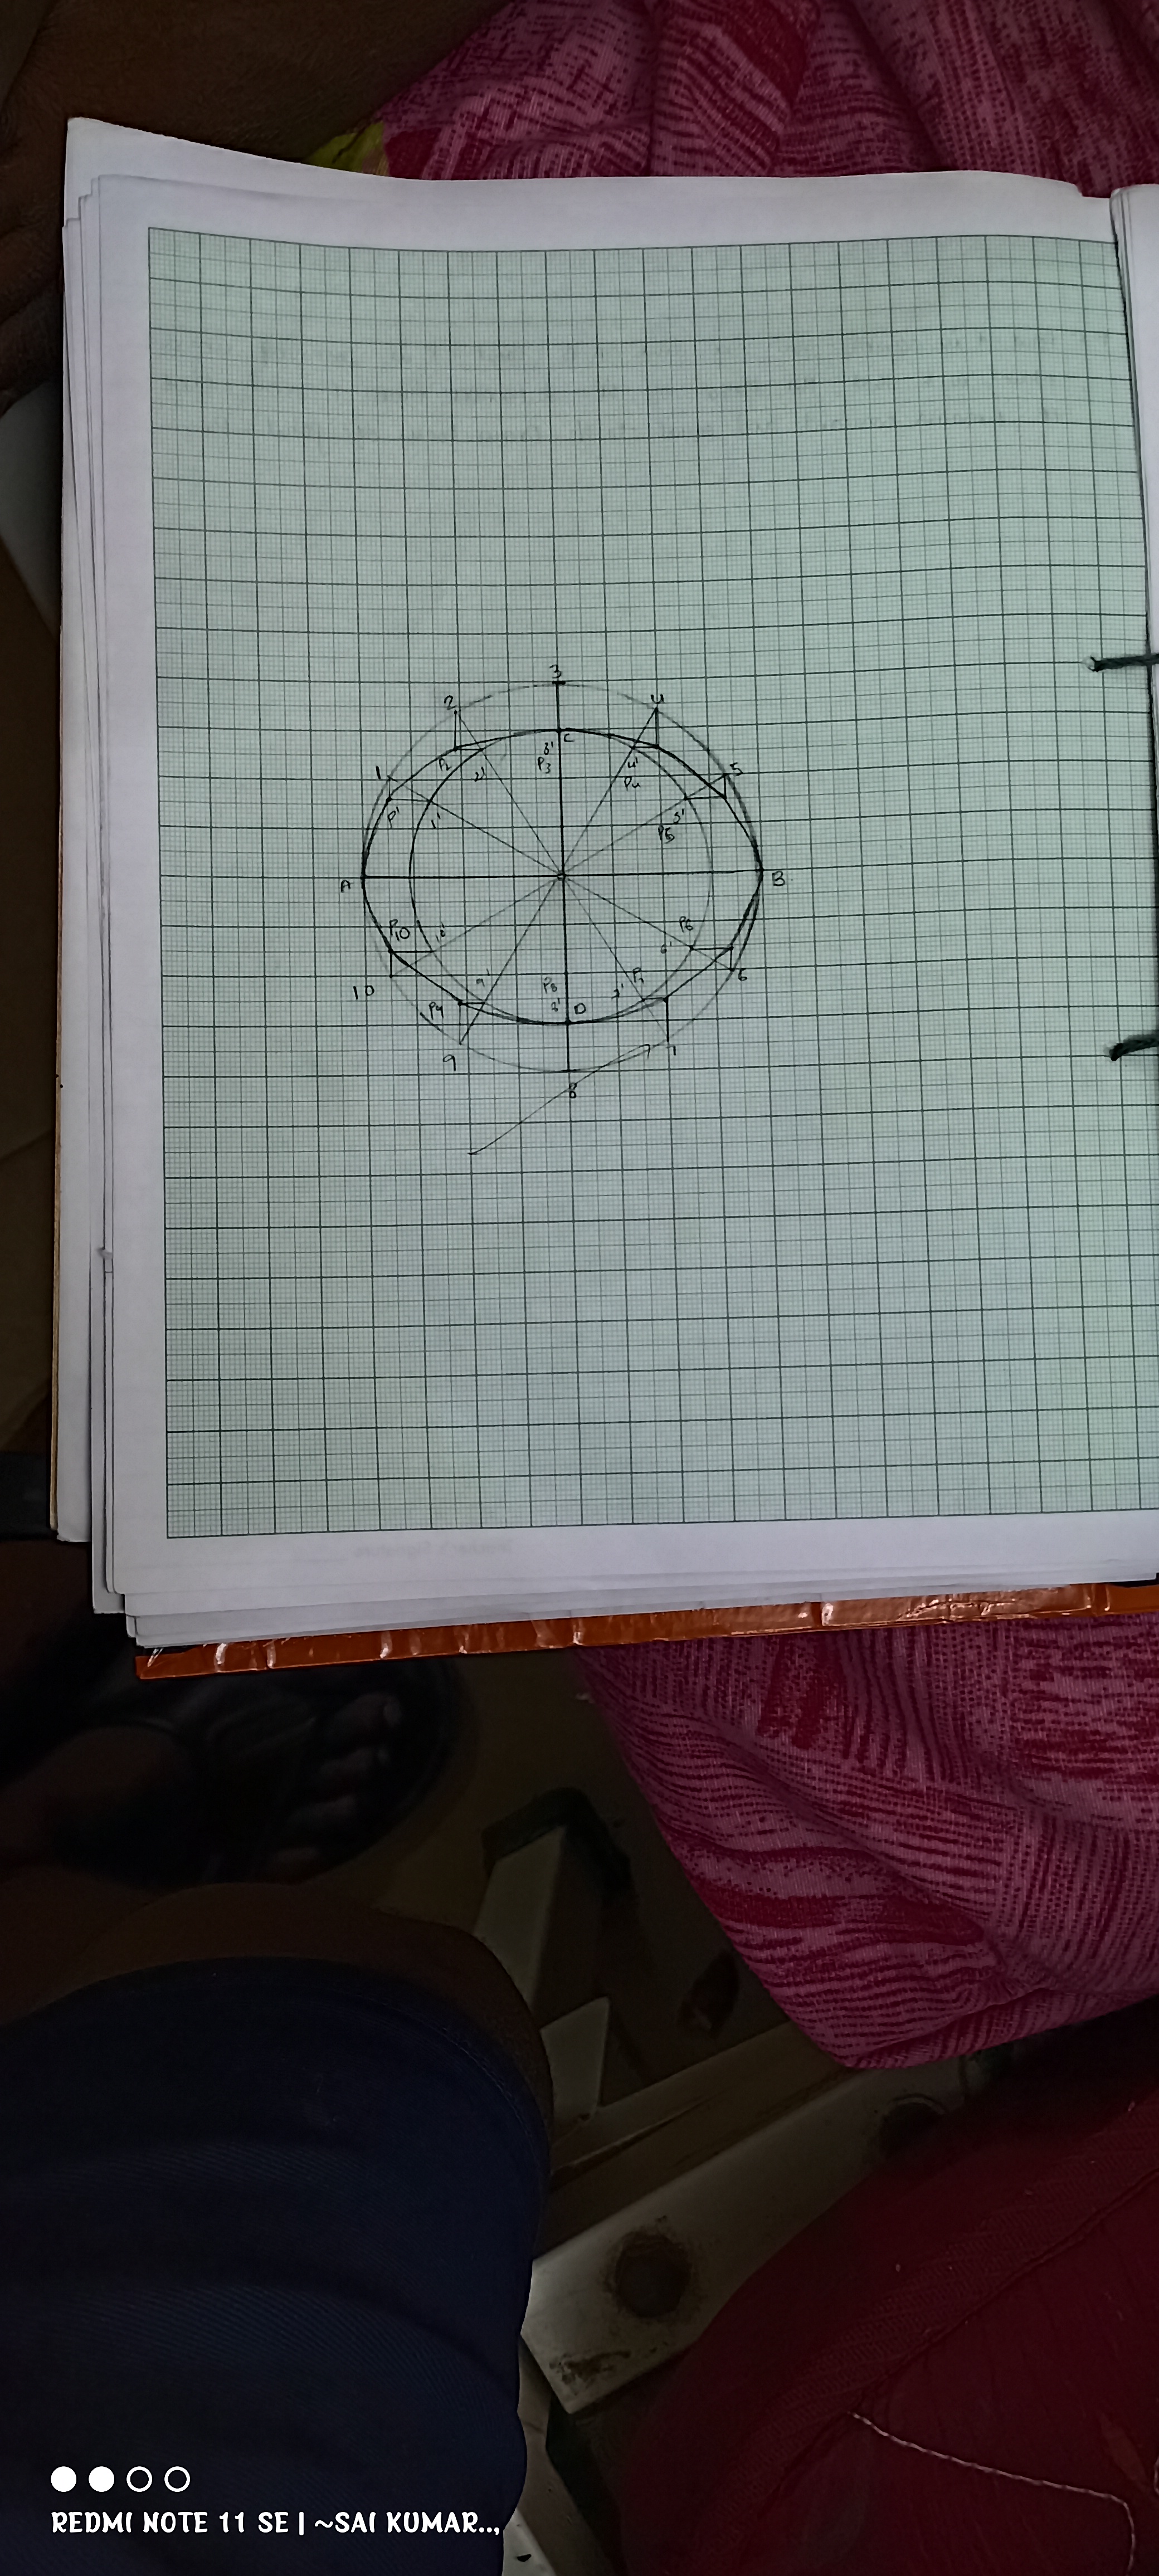 3
2 4
C
3'
P2 2' P3 4'
P4
1 5
P' 1' 5'
P5
A B
P10 10' P6
6'
10 9' P8 7' P7 6
P9 8' D
9 7
8
REDMI NOTE 11 SE | ~SAI KUMAR..,